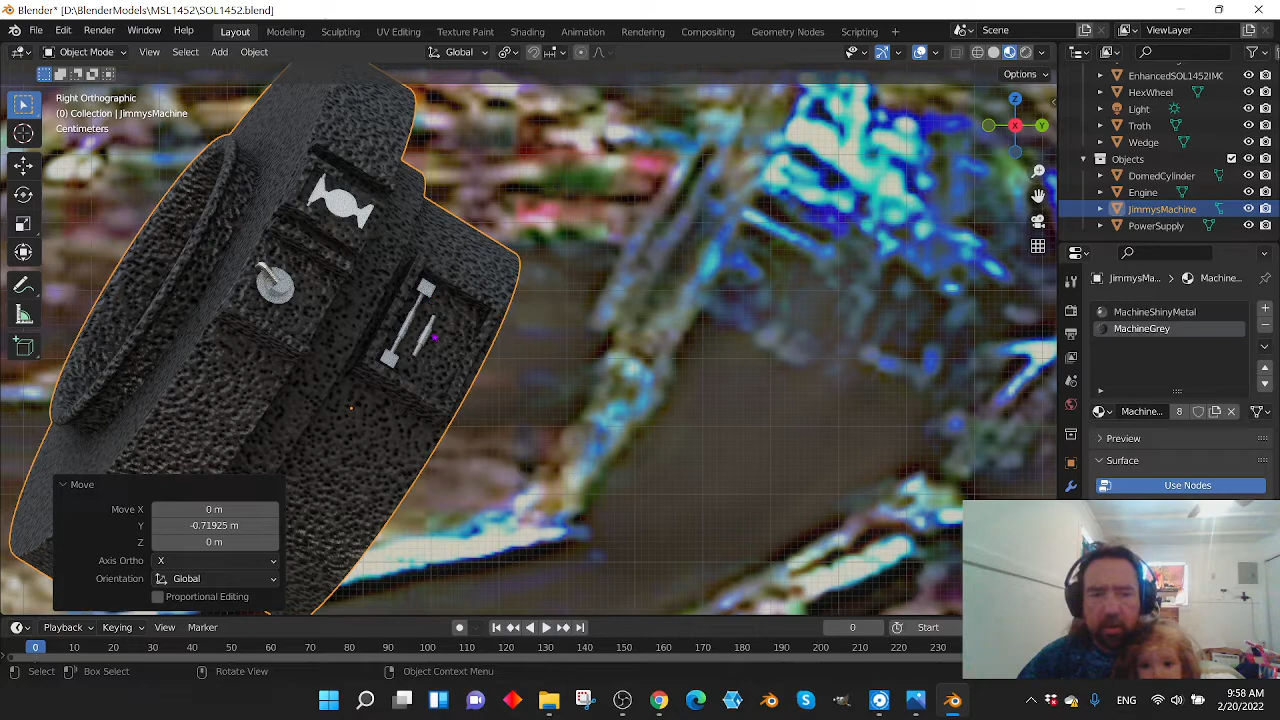 Blender* [D:\BlenderModels\MSL1452\SOL1452.blend]
File Edit Render Window Help Layout Modeling Sculpting UV Editing Texture Paint Shading Animation Rendering Compositing Geometry Nodes Scripting + Scene ViewLayer
Object Mode View Select Add Object Global
Options
Right Orthographic
(0) Collection | JimmysMachine
Centimeters
Z
X
Y
EnhancedSOL1452IMC
HexWheel
Light
Troth
Wedge
Objects
DomedCylinder
Engine
JimmysMachine
PowerSupply
JimmysMa... Machine...
MachineShinyMetal
MachineGrey
Machine... 8
Preview
Surface
Use Nodes
Move
Move X 0 m
Y -0.71925 m
Z 0 m
Axis Ortho X
Orientation Global
Proportional Editing
Playback Keying View Marker 0 Start
0 10 20 30 40 50 60 70 80 90 100 110 120 130 140 150 160 170 180 190 200 210 220 230
Select Box Select Rotate View Object Context Menu
ENG 9:58 AM
2/20/2022